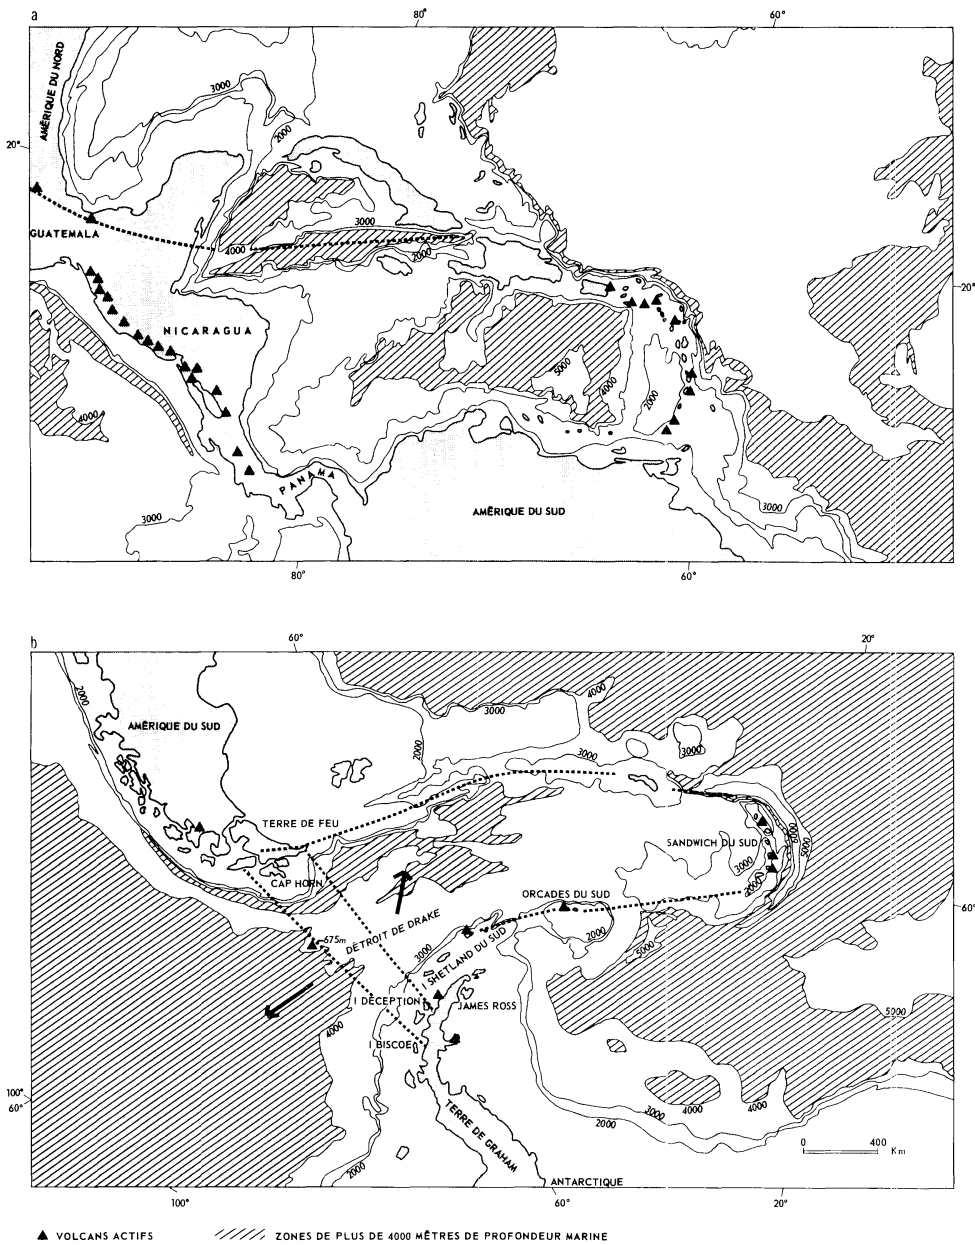 a
80°
60°
AMÉRIQUE DU NORD
3000
2000
20°
3000
GUATEMALA
4000
2000
20°
NICARAGUA
5000
4000
2000
4000
PANAMA
3000
AMÉRIQUE DU SUD
3000
80°
60°
b
60°
20°
2000
4000
3000
AMÉRIQUE DU SUD
2000
3000
3000
TERRE DE FEU
4000
5000
SANDWICH DU SUD
3000
CAP HORN
2000
ORCADES DU SUD
60°
DÉTROIT DE DRAKE
675m
2000
3000
5000
I SHETLAND DU SUD
I DÉCEPTION
JAMES ROSS
5000
4000
I BISCOE
100°
60°
4000
4000
3000
2000
TERRE DE GRAHAM
0 400
Km
2000
ANTARCTIQUE
100°
60°
20°
VOLCANS ACTIFS
ZONES DE PLUS DE 4000 MÈTRES DE PROFONDEUR MARINE